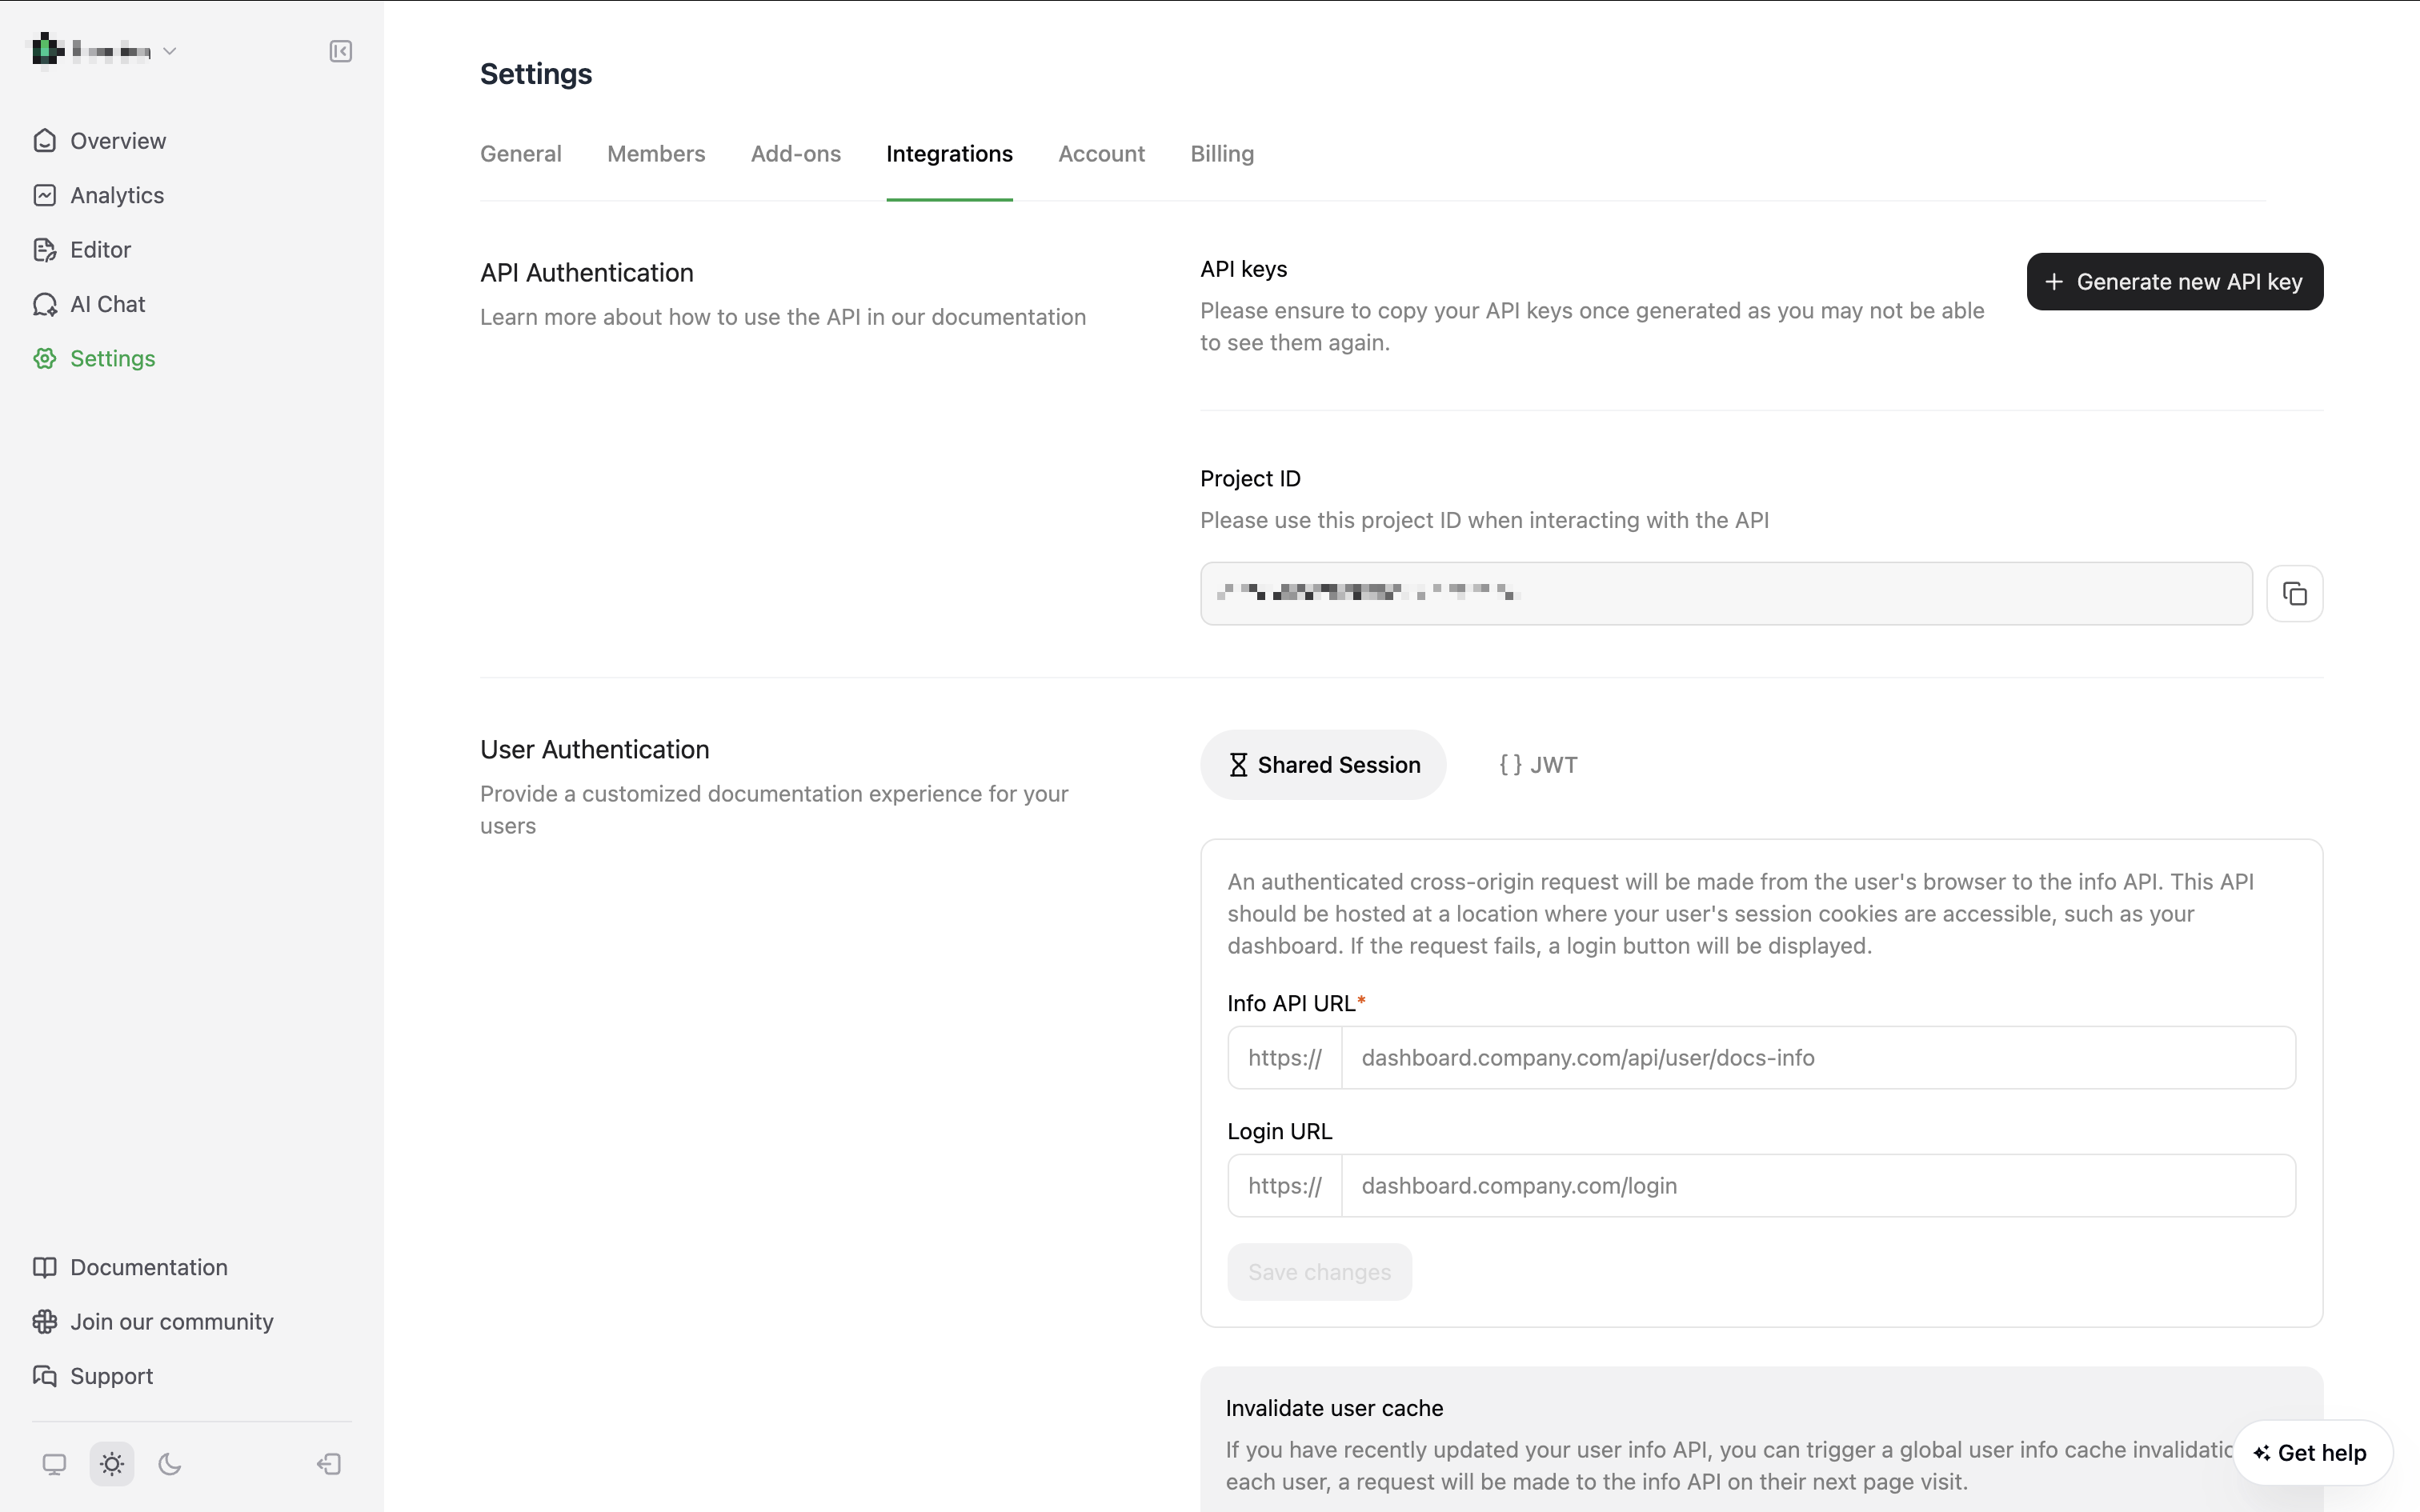 Overview
Analytics
Editor
AI Chat
Settings
Documentation
Join our community
Support
Settings
General Members Add-ons Integrations Account Billing
API Authentication
Learn more about how to use the API in our documentation
API keys
Please ensure to copy your API keys once generated as you may not be able
to see them again.
Generate new API key
Project ID
Please use this project ID when interacting with the API
User Authentication
Provide a customized documentation experience for your
users
Shared Session
{ } JWT
An authenticated cross-origin request will be made from the user's browser to the info API. This API
should be hosted at a location where your user's session cookies are accessible, such as your
dashboard. If the request fails, a login button will be displayed.
Info API URL*
https:// dashboard.company.com/api/user/docs-info
Login URL
https:// dashboard.company.com/login
Save changes
Invalidate user cache
If you have recently updated your user info API, you can trigger a global user info cache
each user, a request will be made to the info API on their next page visit.
Get help